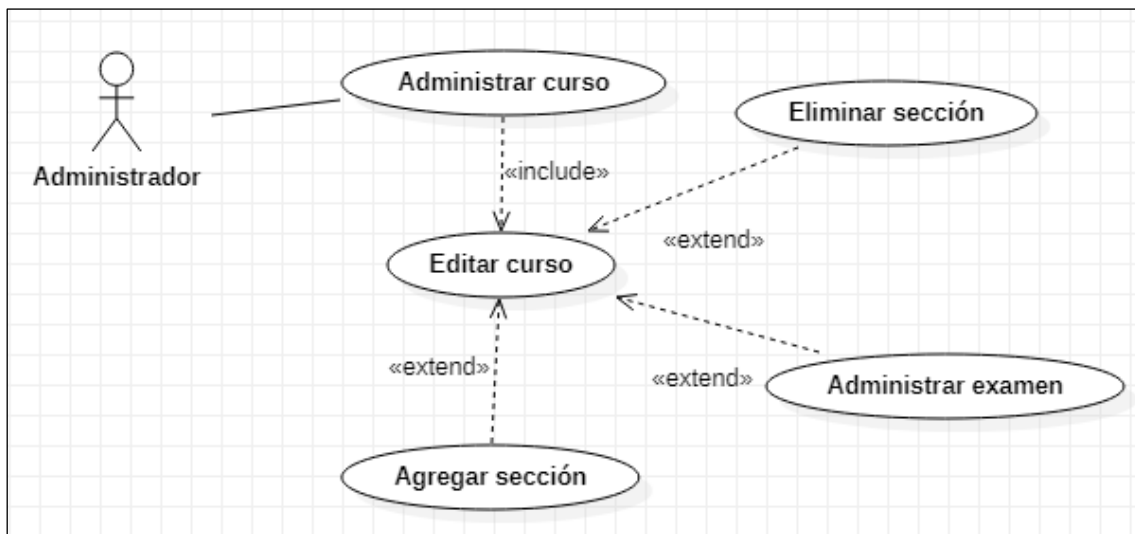 Administrar curso
Eliminar sección
Administrador
«include»
«extend»
Editar curso
«extend»
«extend»
Administrar examen
Agregar sección